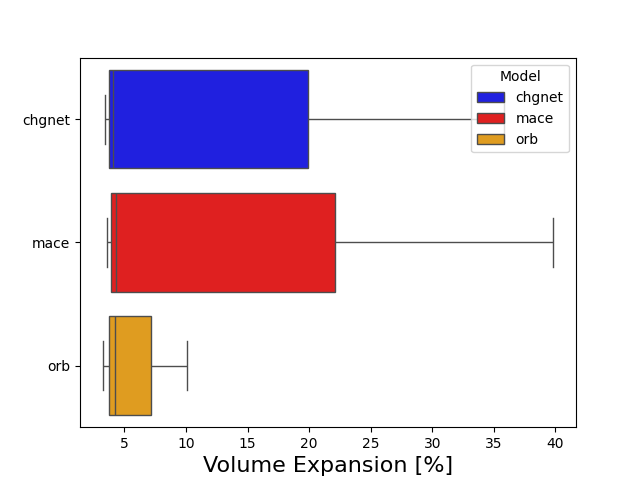 Model
chgnet
mace
orb
chgnet
mace
orb
5 10 15 20 25 30 35 40
Volume Expansion [%]